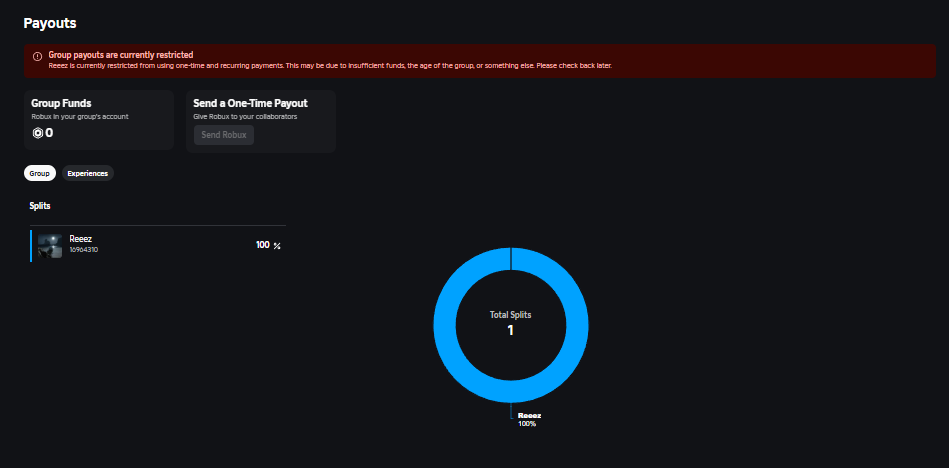 Payouts
Group payouts are currently restricted
Reeez is currently restricted from using one-time and recurring payments. This may be due to insufficient funds, the age of the group, or something else. Please check back later.
Group Funds
Robux in your group's account
0
Send a One-Time Payout
Give Robux to your collaborators
Send Robux
Group
Experiences
Splits
Reeez
16964310
100 %
Total Splits
1
Reeez
100%